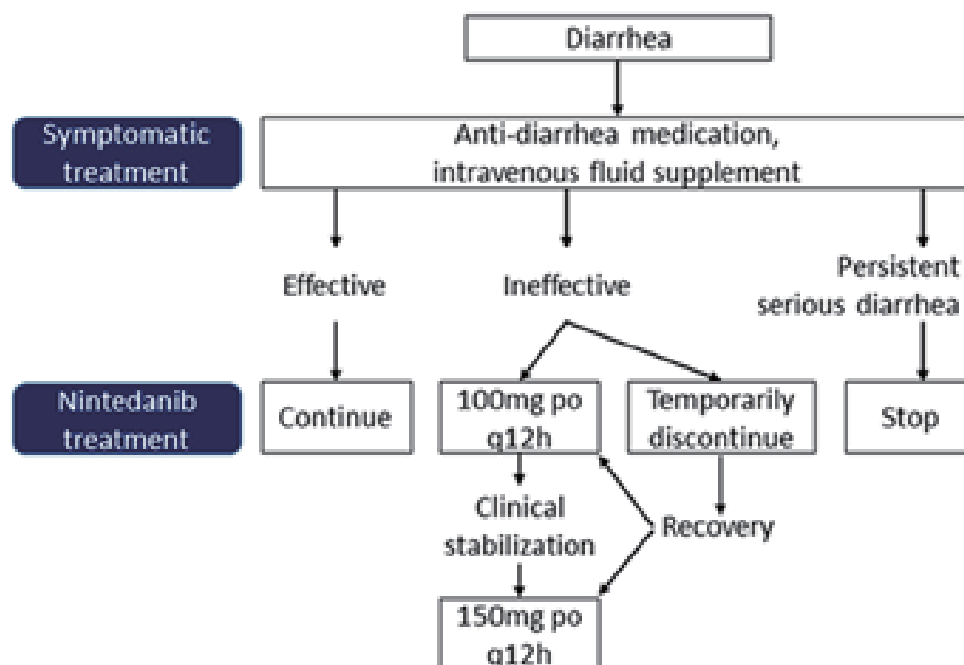 Diarrhea
Symptomatic
treatment
Anti-diarrhea medication,
intravenous fluid supplement
Effective
Ineffective
Persistent
serious diarrhea
Nintedanib
treatment
Continue
100mg po
q12h
Temporarily
discontinue
Stop
Clinical
stabilization
Recovery
150mg po
q12h